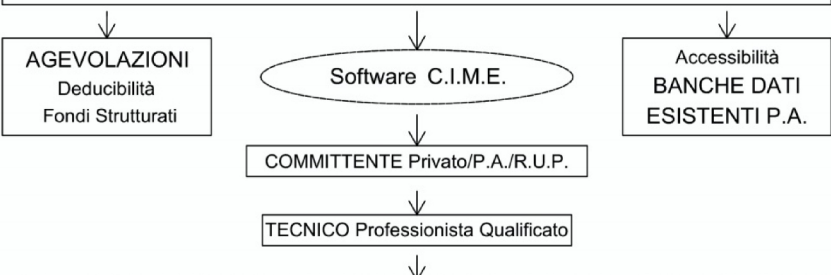 AGEVOLAZIONI
Deducibilità
Fondi Strutturati
Software C.I.M.E.
Accessibilità
BANCHE DATI
ESISTENTI P.A.
COMMITTENTE Privato/P.A./R.U.P.
TECNICO Professionista Qualificato